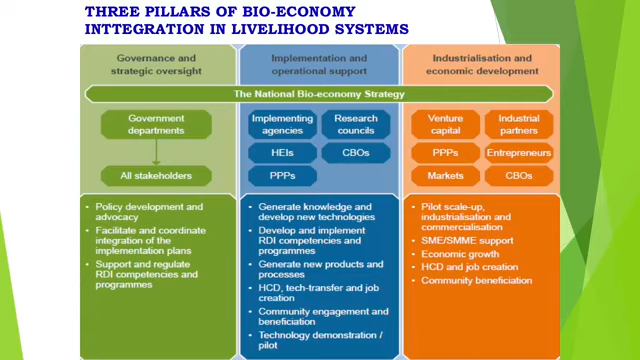 THREE PILLARS OF BIO-ECONOMY
INTTEGRATION IN LIVELIHOOD SYSTEMS
Governance and
strategic oversight
Implementation and
operational support
Industrialisation and
economic development
The National Bio-economy Strategy
Government
departments
All stakeholders
Implementing
agencies
Research
councils
HEIs
CBOs
PPPs
Venture
capital
Industrial
partners
PPPs
Entrepreneurs
Markets
CBOs
• Policy development and
advocacy
• Facilitate and coordinate
integration of the
implementation plans
• Support and regulate
RDI competencies and
programmes
• Generate knowledge and
develop new technologies
• Develop and implement
RDI competencies and
programmes
• Generate new products and
processes
• HCD, tech-transfer and job
creation
• Community engagement and
beneficiation
• Technology demonstration /
pilot
• Pilot scale-up,
industrialisation and
commercialisation
• SME/SMME support
• Economic growth
• HCD and job creation
• Community beneficiation